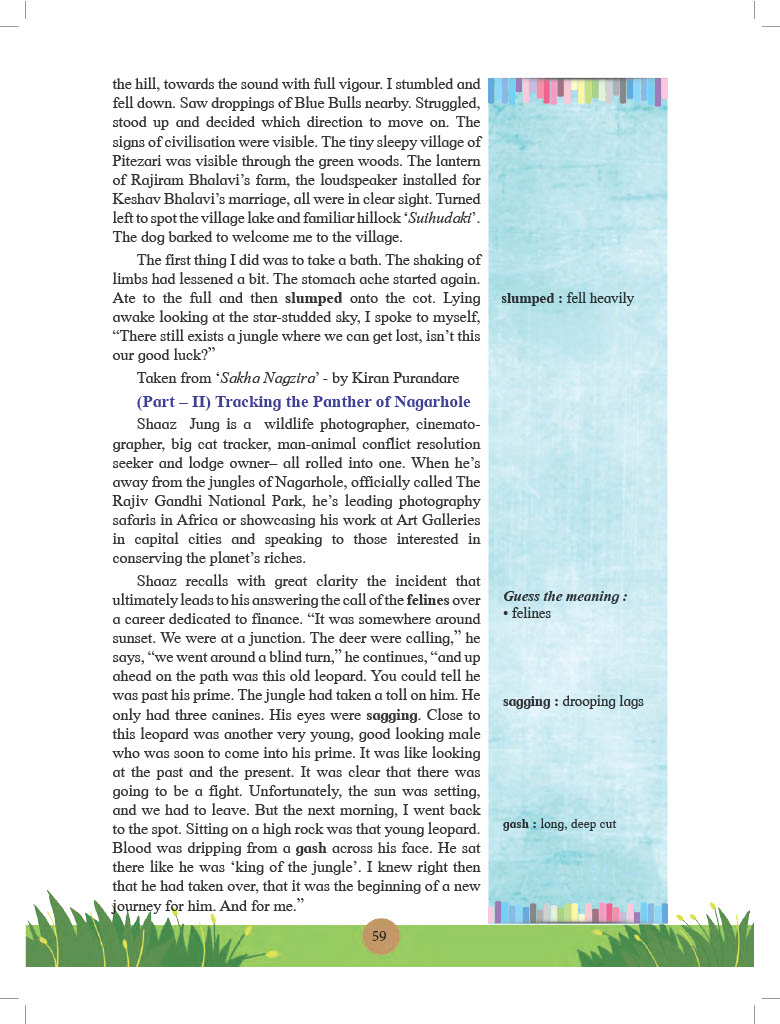 the hill, towards the sound with full vigour. I stumbled and
fell down. Saw droppings of Blue Bulls nearby. Struggled,
stood up and decided which direction to move on. The
signs of civilisation were visible. The tiny sleepy village of
Pitezari was visible through the green woods. The lantern
of Rajiram Bhalavi’s farm, the loudspeaker installed for
Keshav Bhalavi’s marriage, all were in clear sight. Turned
left to spot the village lake and familiar hillock ‘Suihudaki’.
The dog barked to welcome me to the village.
The first thing I did was to take a bath. The shaking of
limbs had lessened a bit. The stomach ache started again.
Ate to the full and then slumped onto the cot. Lying
awake looking at the star-studded sky, I spoke to myself,
“There still exists a jungle where we can get lost, isn’t this
our good luck?”
Taken from ‘Sakha Nagzira’ - by Kiran Purandare
(Part – II) Tracking the Panther of Nagarhole
Shaaz Jung is a wildlife photographer, cinemato-
grapher, big cat tracker, man-animal conflict resolution
seeker and lodge owner– all rolled into one. When he’s
away from the jungles of Nagarhole, officially called The
Rajiv Gandhi National Park, he’s leading photography
safaris in Africa or showcasing his work at Art Galleries
in capital cities and speaking to those interested in
conserving the planet’s riches.
Shaaz recalls with great clarity the incident that
ultimately leads to his answering the call of the felines over
a career dedicated to finance. “It was somewhere around
sunset. We were at a junction. The deer were calling,” he
says, “we went around a blind turn,” he continues, “and up
ahead on the path was this old leopard. You could tell he
was past his prime. The jungle had taken a toll on him. He
only had three canines. His eyes were sagging. Close to
this leopard was another very young, good looking male
who was soon to come into his prime. It was like looking
at the past and the present. It was clear that there was
going to be a fight. Unfortunately, the sun was setting,
and we had to leave. But the next morning, I went back
to the spot. Sitting on a high rock was that young leopard.
Blood was dripping from a gash across his face. He sat
there like he was ‘king of the jungle’. I knew right then
that he had taken over, that it was the beginning of a new
journey for him. And for me.”
slumped : fell heavily
Guess the meaning :
• felines
sagging : drooping lags
gash : long, deep cut
59